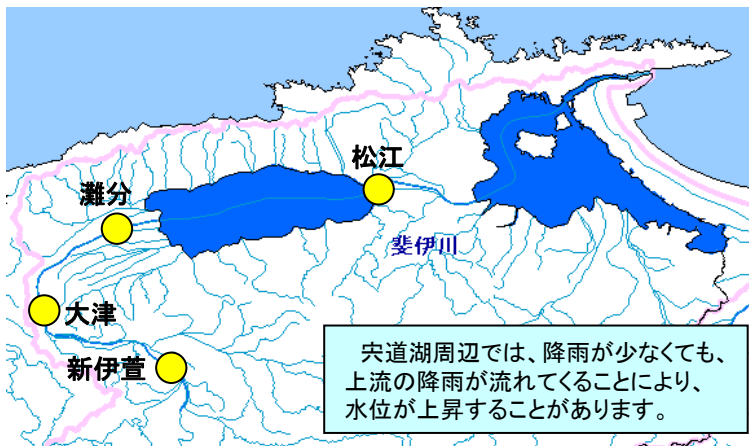 松江
灘分
斐伊川
大津
新伊萱
宍道湖周辺では、降雨が少なくても、
上流の降雨が流れてくることにより、
水位が上昇することがあります。